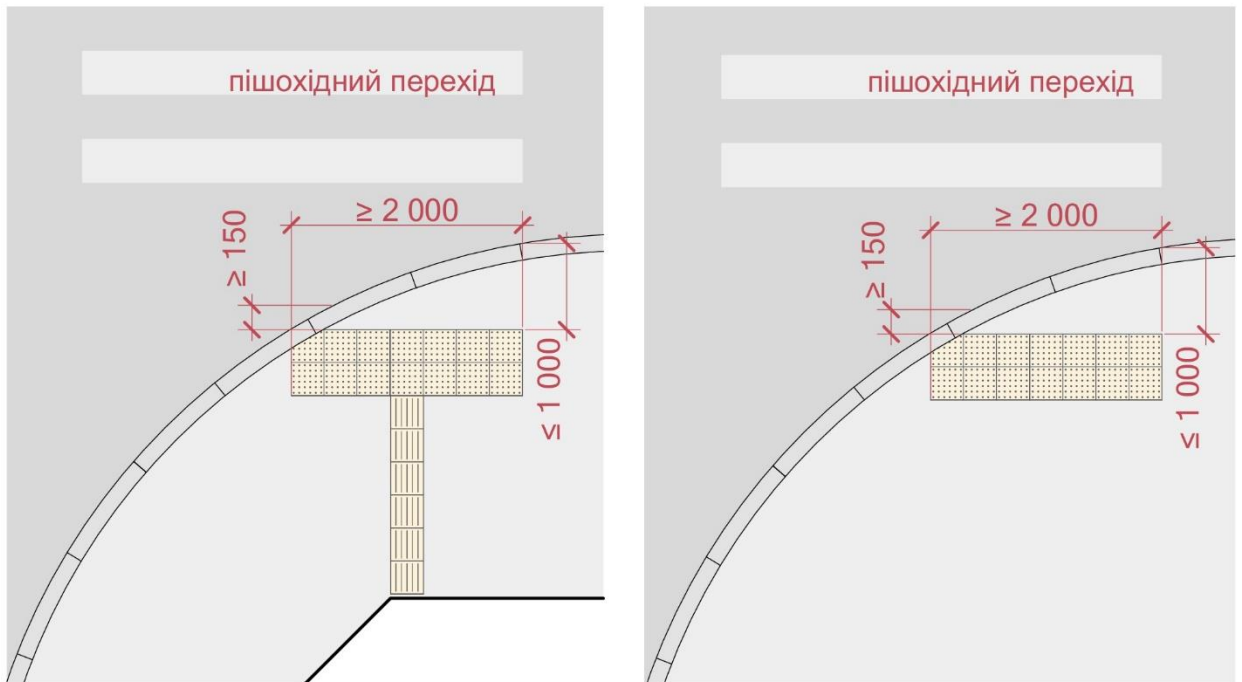 пішохідний перехід
≥ 2 000
≥ 150
≤ 1 000
пішохідний перехід
≥ 2 000
≥ 150
≤ 1 000